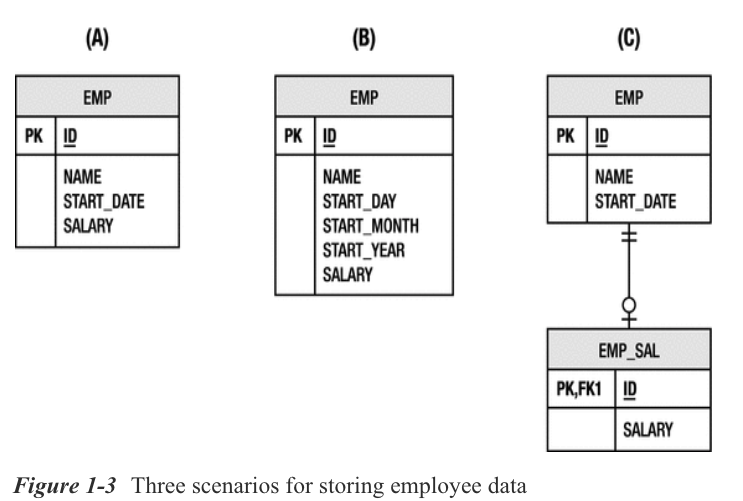 (A)
EMP
PK ID
NAME
START_DATE
SALARY
(B)
EMP
PK ID
NAME
START_DAY
START_MONTH
START_YEAR
SALARY
(C)
EMP
PK ID
NAME
START_DATE
EMP_SAL
PK,FK1 ID
SALARY
Figure 1-3 Three scenarios for storing employee data